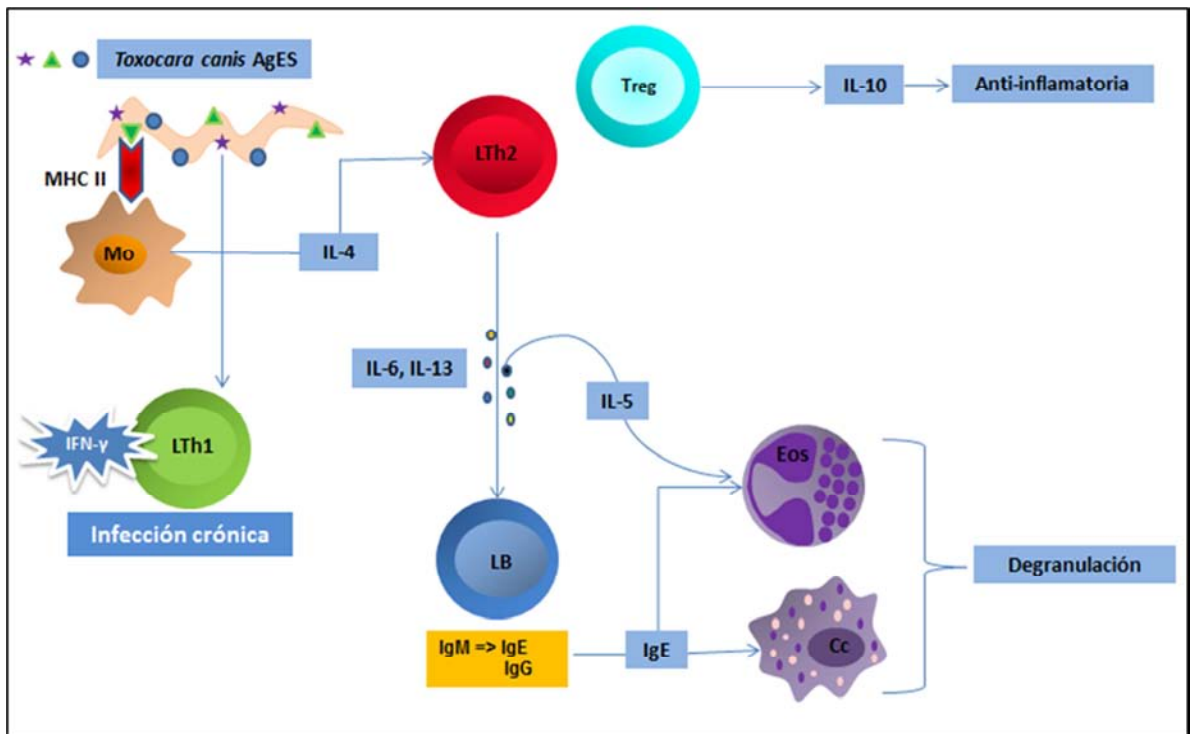 Toxocara canis AgES
Treg
IL-10
Anti-inflamatoria
LTh2
MHC II
Mo
IL-4
IL-6, IL-13
IL-5
IFN-γ
LTh1
Infección crónica
Eos
LB
Degranulación
IgM => IgE
IgG
IgE
Cc